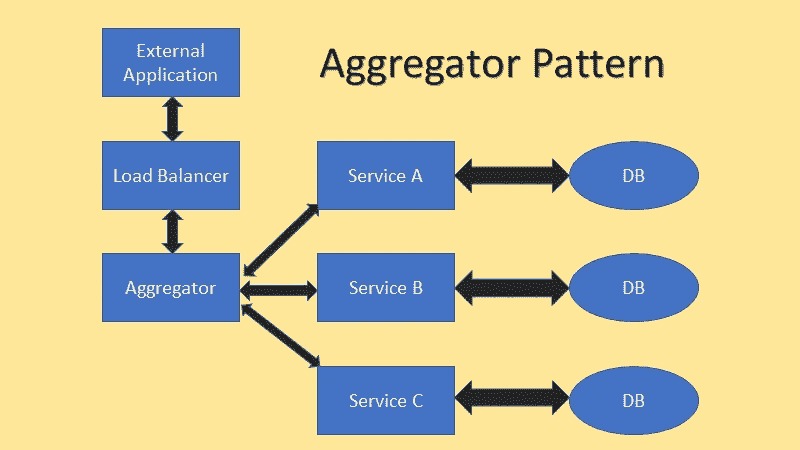 External
Application
Aggregator Pattern
Load Balancer
Service A
DB
Aggregator
Service B
DB
Service C
DB